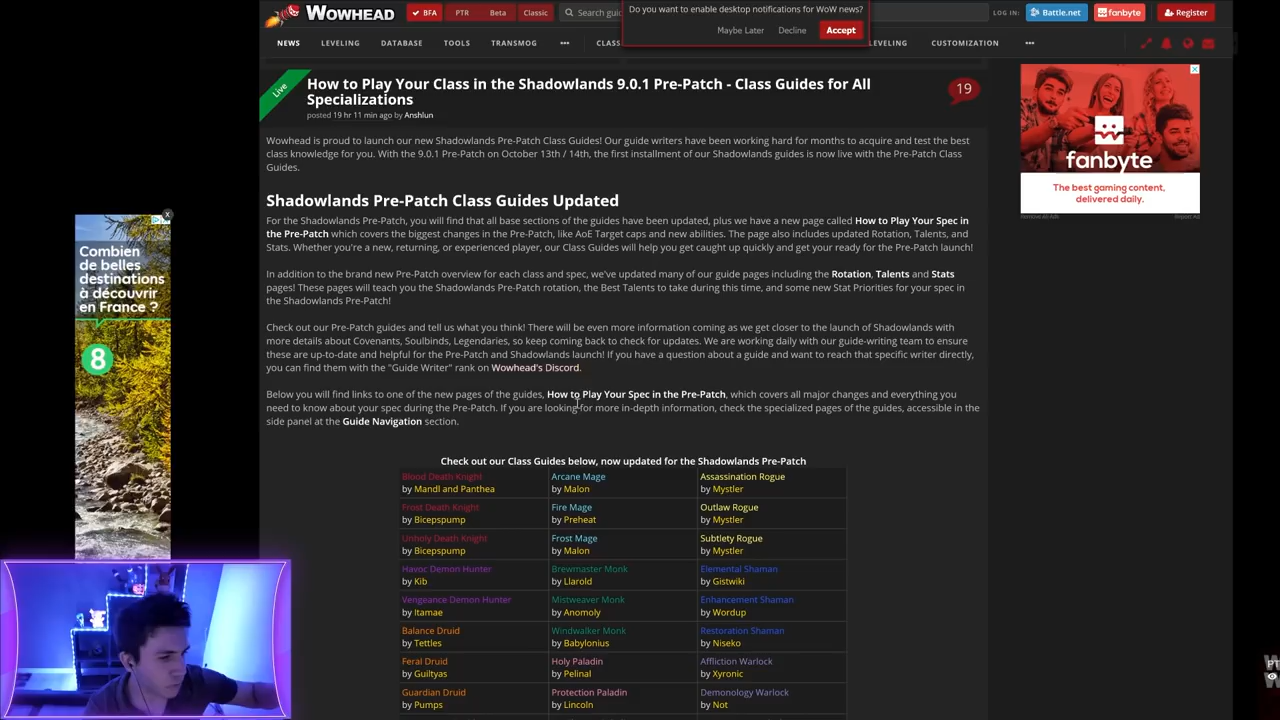 WOWHEAD
BFA
PTR
Beta
Classic
Search gui
Do you want to enable desktop notifications for WoW news?
Maybe Later
Decline
Accept
LOG IN:
Battle.net
fanbyte
Register
NEWS
LEVELING
DATABASE
TOOLS
TRANSMOG
CLASS
LEVELING
CUSTOMIZATION
Live
How to Play Your Class in the Shadowlands 9.0.1 Pre-Patch - Class Guides for All
Specializations
19
posted 19 hr 11 min ago by Anshlun
Wowhead is proud to launch our new Shadowlands Pre-Patch Class Guides! Our guide writers have been working hard for months to acquire and test the best
class knowledge for you. With the 9.0.1 Pre-Patch on October 13th / 14th, the first installment of our Shadowlands guides is now live with the Pre-Patch Class
Guides.
Shadowlands Pre-Patch Class Guides Updated
For the Shadowlands Pre-Patch, you will find that all base sections of the guides have been updated, plus we have a new page called How to Play Your Spec in
the Pre-Patch which covers the biggest changes in the Pre-Patch, like AoE Target caps and new abilities. The page also includes updated Rotation, Talents, and
Stats. Whether you're a new, returning, or experienced player, our Class Guides will help you get caught up quickly and get your ready for the Pre-Patch launch!
In addition to the brand new Pre-Patch overview for each class and spec, we've updated many of our guide pages including the Rotation, Talents and Stats
pages! These pages will teach you the Shadowlands Pre-Patch rotation, the Best Talents to take during this time, and some new Stat Priorities for your spec in
the Shadowlands Pre-Patch!
Check out our Pre-Patch guides and tell us what you think! There will be even more information coming as we get closer to the launch of Shadowlands with
more details about Covenants, Soulbinds, Legendaries, so keep coming back to check for updates. We are working daily with our guide-writing team to ensure
these are up-to-date and helpful for the Pre-Patch and Shadowlands launch! If you have a question about a guide and want to reach that specific writer directly,
you can find them with the "Guide Writer" rank on Wowhead's Discord.
Below you will find links to one of the new pages of the guides, How to Play Your Spec in the Pre-Patch, which covers all major changes and everything you
need to know about your spec during the Pre-Patch. If you are looking for more in-depth information, check the specialized pages of the guides, accessible in the
side panel at the Guide Navigation section.
Check out our Class Guides below, now updated for the Shadowlands Pre-Patch
Blood Death Knight
by Mandl and Panthea
Arcane Mage
by Malon
Assassination Rogue
by Mystler
Frost Death Knight
by Bicepspump
Fire Mage
by Preheat
Outlaw Rogue
by Mystler
Unholy Death Knight
by Bicepspump
Frost Mage
by Malon
Subtlety Rogue
by Mystler
Havoc Demon Hunter
by Kib
Brewmaster Monk
by Llarold
Elemental Shaman
by Gistwiki
Vengeance Demon Hunter
by Itamae
Mistweaver Monk
by Anomoly
Enhancement Shaman
by Wordup
Balance Druid
by Tettles
Windwalker Monk
by Babylonius
Restoration Shaman
by Niseko
Feral Druid
by Guiltyas
Holy Paladin
by Pelinal
Affliction Warlock
by Xyronic
Guardian Druid
by Pumps
Protection Paladin
by Lincoln
Demonology Warlock
by Not
fanbyte
The best gaming content,
delivered daily.
Remove All Ads
Report Ad
Combien
de belles
destinations
à découvrir
en France ?
8
PT